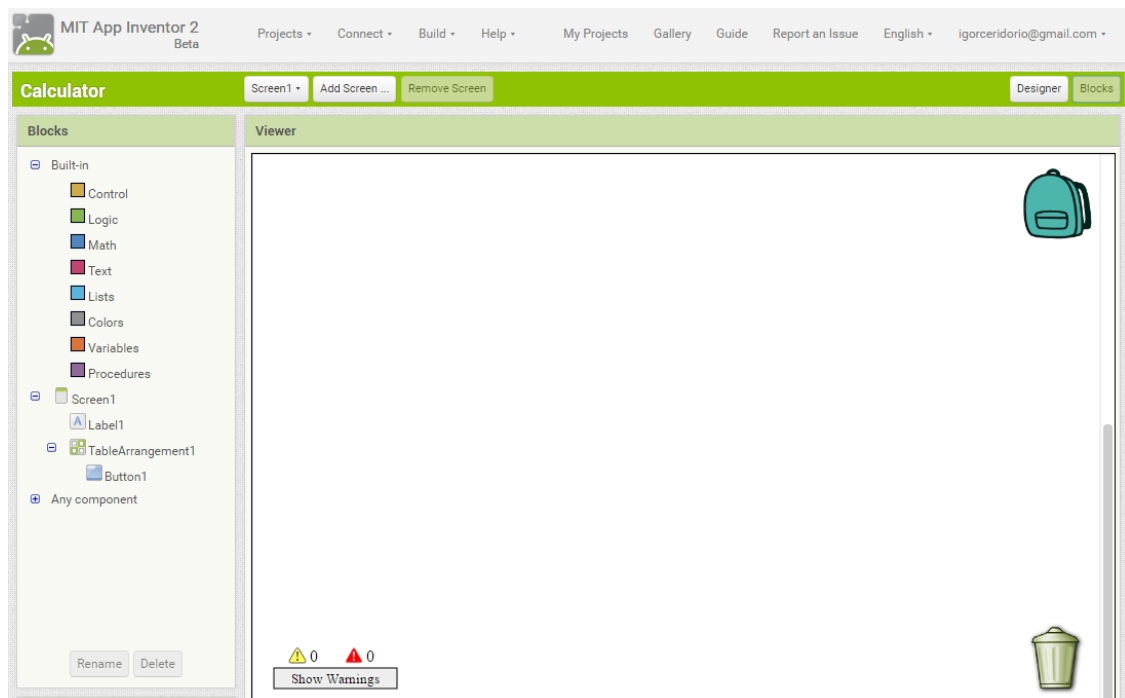 MIT App Inventor 2
Beta
Projects Connect Build Help My Projects Gallery Guide Report an Issue English igorceridorio@gmail.com
Calculator Screen1 Add Screen ... Remove Screen Designer Blocks
Blocks Viewer
Built-in
Control
Logic
Math
Text
Lists
Colors
Variables
Procedures
Screen1
A Label1
TableArrangement1
Button1
Any component
Rename Delete
0 0
Show Warnings